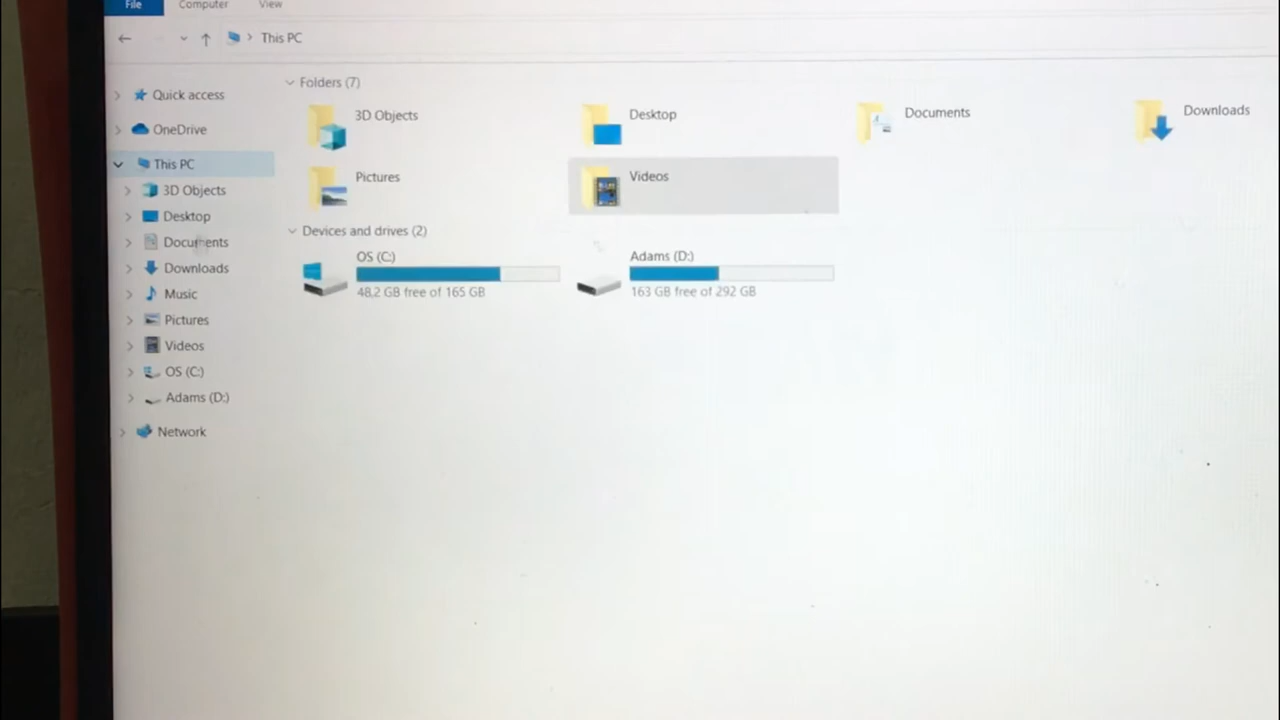 File Computer View
This PC
Quick access
OneDrive
This PC
3D Objects
Desktop
Documents
Downloads
Music
Pictures
Videos
OS (C:)
Adams (D:)
Network
Folders (7)
3D Objects Desktop Documents Downloads
Pictures Videos
Devices and drives (2)
OS (C:) Adams (D:)
48.2 GB free of 165 GB 163 GB free of 292 GB